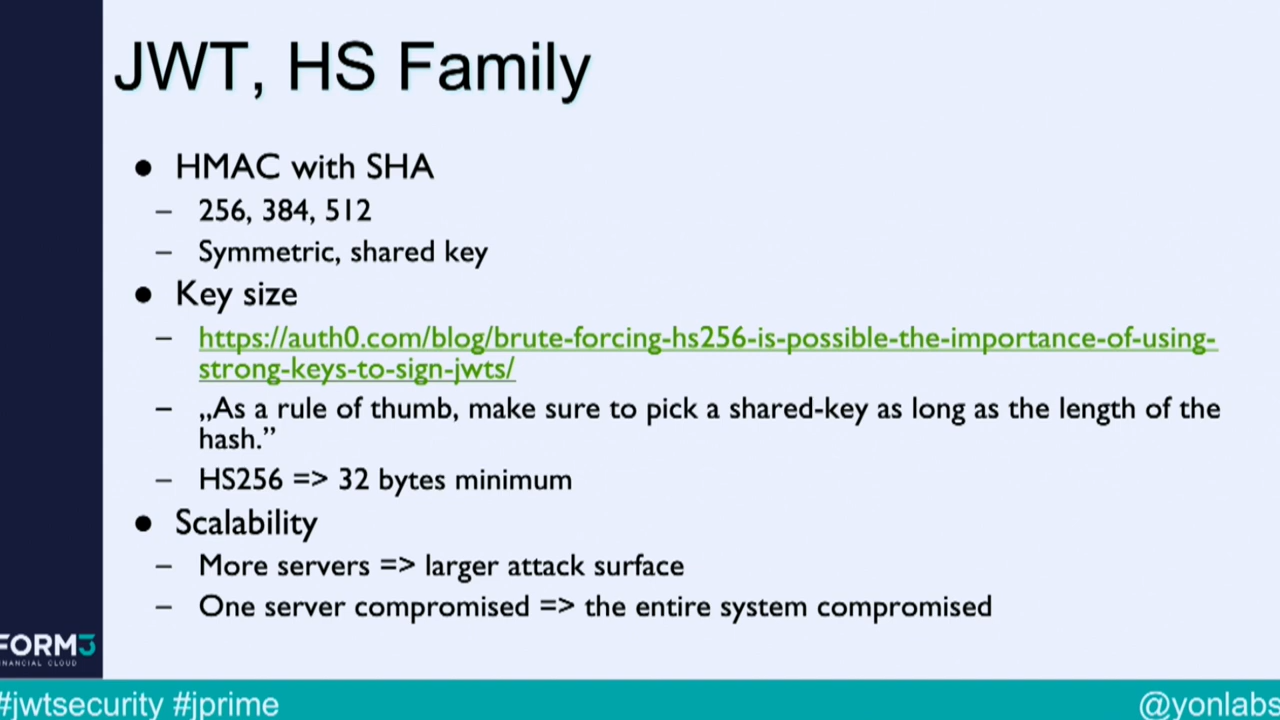 JWT, HS Family
● HMAC with SHA
– 256, 384, 512
– Symmetric, shared key
● Key size
– https://auth0.com/blog/brute-forcing-hs256-is-possible-the-importance-of-using-
strong-keys-to-sign-jwts/
– „As a rule of thumb, make sure to pick a shared-key as long as the length of the
hash.”
– HS256 => 32 bytes minimum
● Scalability
– More servers => larger attack surface
– One server compromised => the entire system compromised
FORM3
INANCIAL CLOUD
#jwtsecurity #jprime
@yonlabs